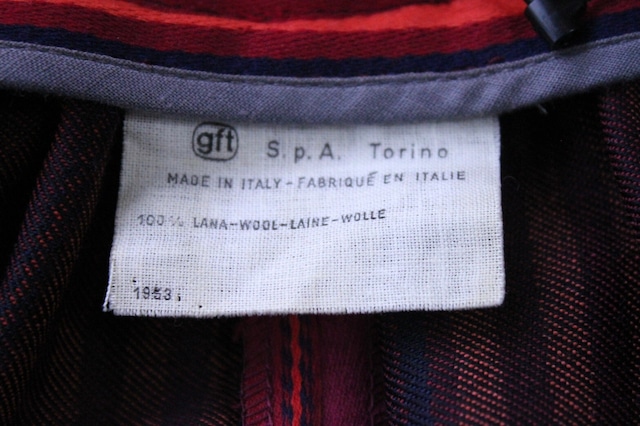 gft S.p.A. Torino
MADE IN ITALY-FABRIQUÉ EN ITALIE
100% LANA-WOOL-LAINE-WOLLE
1953